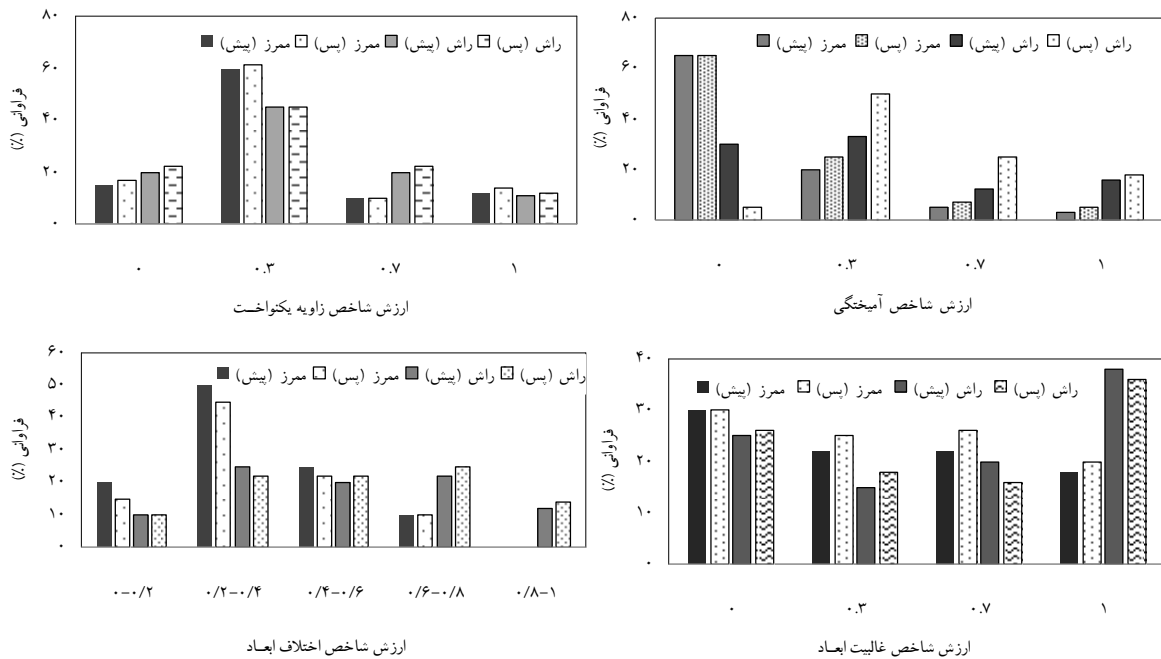 ۸۰
۶۰
۴۰
۲۰
۰
فراوانی (٪)
ممرز (پیش) ممرز (پس) راش (پیش) راش (پس)
۰ ۰.۳ ۰.۷ ۱
ارزش شاخص زاویه یکنواخــت
۸۰
۶۰
۴۰
۲۰
۰
فراوانی (٪)
ممرز (پیش) ممرز (پس) راش (پیش) راش (پس)
۰ ۰.۳ ۰.۷ ۱
ارزش شاخص آمیختگی
۶۰
۵۰
۴۰
۳۰
۲۰
۱۰
۰
فراوانی (٪)
ممرز (پیش) ممرز (پس) راش (پیش) راش (پس)
۰-۰/۲ ۰/۲-۰/۴ ۰/۴-۰/۶ ۰/۶-۰/۸ ۰/۸-۱
ارزش شاخص اختلاف ابعــاد
۴۰
۳۰
۲۰
۱۰
۰
فراوانی (٪)
ممرز (پیش) ممرز (پس) راش (پیش) راش (پس)
۰ ۰.۳ ۰.۷ ۱
ارزش شاخص غالبیت ابعــاد